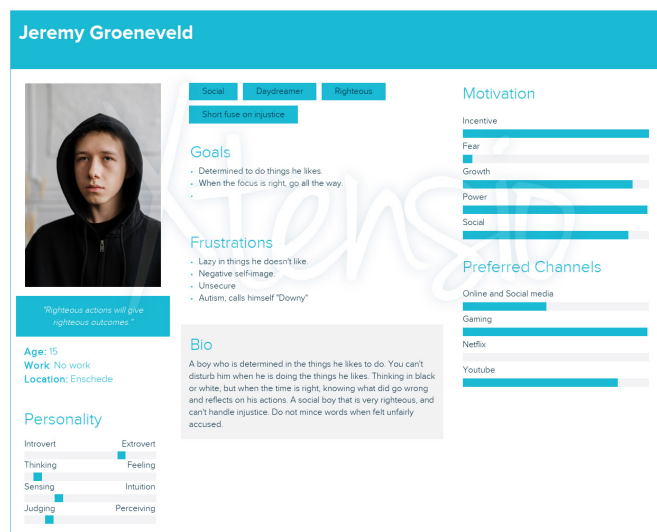 Jeremy Groeneveld
"Righteous actions will give
righteous outcomes."
Age: 15
Work: No work
Location: Enschede
Personality
Introvert Extrovert
Thinking Feeling
Sensing Intuition
Judging Perceiving
Social Daydreamer Righteous
Short fuse on injustice
Goals
• Determined to do things he likes.
• When the focus is right, go all the way.
•
Frustrations
• Lazy in things he doesn't like.
• Negative self-image.
• Unsecure
• Autism, calls himself "Downy"
Bio
A boy who is determined in the things he likes to do. You can't
disturb him when he is doing the things he likes. Thinking in black
or white, but when the time is right, knowing what did go wrong
and reflects on his actions. A social boy that is very righteous, and
can't handle injustice. Do not mince words when felt unfairly
accused.
Motivation
Incentive
Fear
Growth
Power
Social
Preferred Channels
Online and Social media
Gaming
Netflix
Youtube
Xtensio